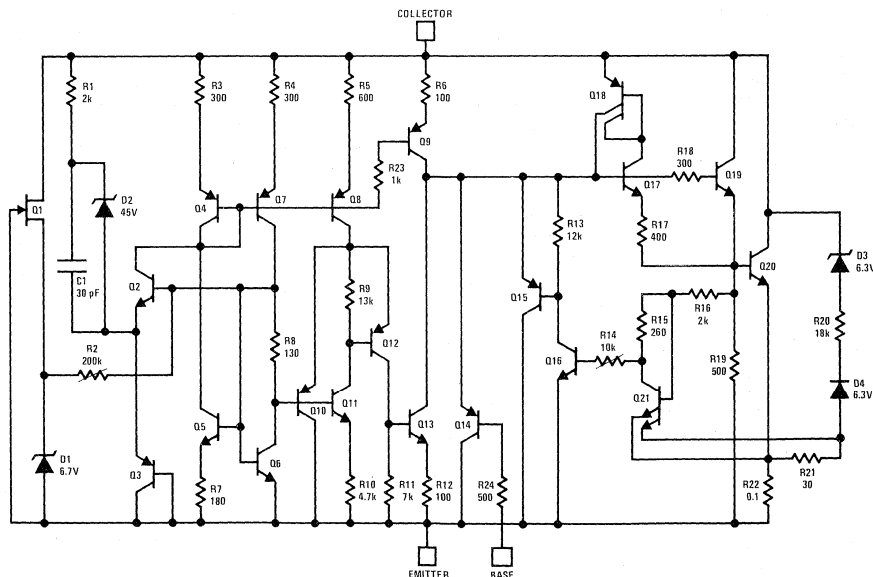 COLLECTOR
R1
2k
R3
300
R4
300
R5
600
R6
100
Q18
D2
45V
Q9
R23
1k
R18
300
Q19
Q17
Q1
Q4
Q7
Q8
C1
30 pF
Q2
R13
12k
R17
400
Q20
D3
6.3V
R9
13k
Q15
R16
2k
R2
200k
R8
130
Q12
R14
10k
R15
260
R19
500
R20
18k
Q16
D4
6.3V
Q10
Q11
Q21
Q5
Q13
Q14
D1
6.7V
Q3
Q6
R7
180
R10
4.7k
R11
7k
R12
100
R24
500
R22
0.1
R21
30
EMITTER
BASE